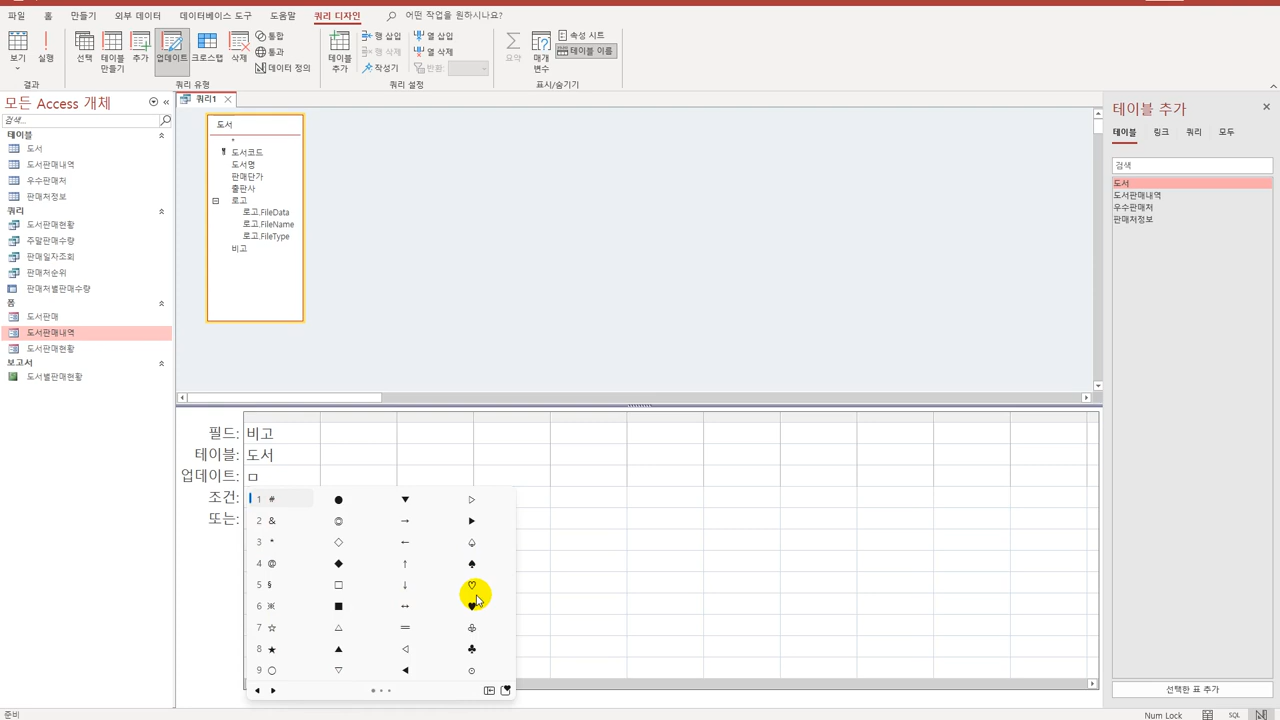 파일 홈 만들기 외부 데이터 데이터베이스 도구 도움말 쿼리 디자인 어떤 작업을 원하시나요?
보기 실행 선택 테이블 만들기 추가 업데이트 크로스탭 삭제 통합 통과 데이터 정의 테이블 추가 행 삽입 행 삭제 작성기 열 삽입 열 삭제 반환: 요약 매개 변수 속성 시트 테이블 이름
결과 쿼리 유형 쿼리 설정 표시/숨기기
모든 Access 개체
검색...
테이블
도서
도서판매내역
우수판매처
판매처정보
쿼리
도서판매현황
주말판매수량
판매일자조회
판매처순위
판매처별판매수량
폼
도서판매
도서판매내역
도서판매현황
보고서
도서별판매현황
쿼리1
도서
*
도서코드
도서명
판매단가
출판사
로고
로고.FileData
로고.FileName
로고.FileType
비고
필드: 비고
테이블: 도서
업데이트: ㅁ
조건:
또는:
1 # ● ▼ ▷
2 & ◎ → ▶
3 * ◇ ← ♤
4 @ ◆ ↑ ♠
5 § □ ↓ ♡
6 ※ ■ ↔ ♥
7 ☆ △ 〓 ♧
8 ★ ▲ ◁ ♣
9 ○ ▽ ◀ ⊙
테이블 추가
테이블 링크 쿼리 모두
검색
도서
도서판매내역
우수판매처
판매처정보
선택한 표 추가
준비
Num Lock SQL